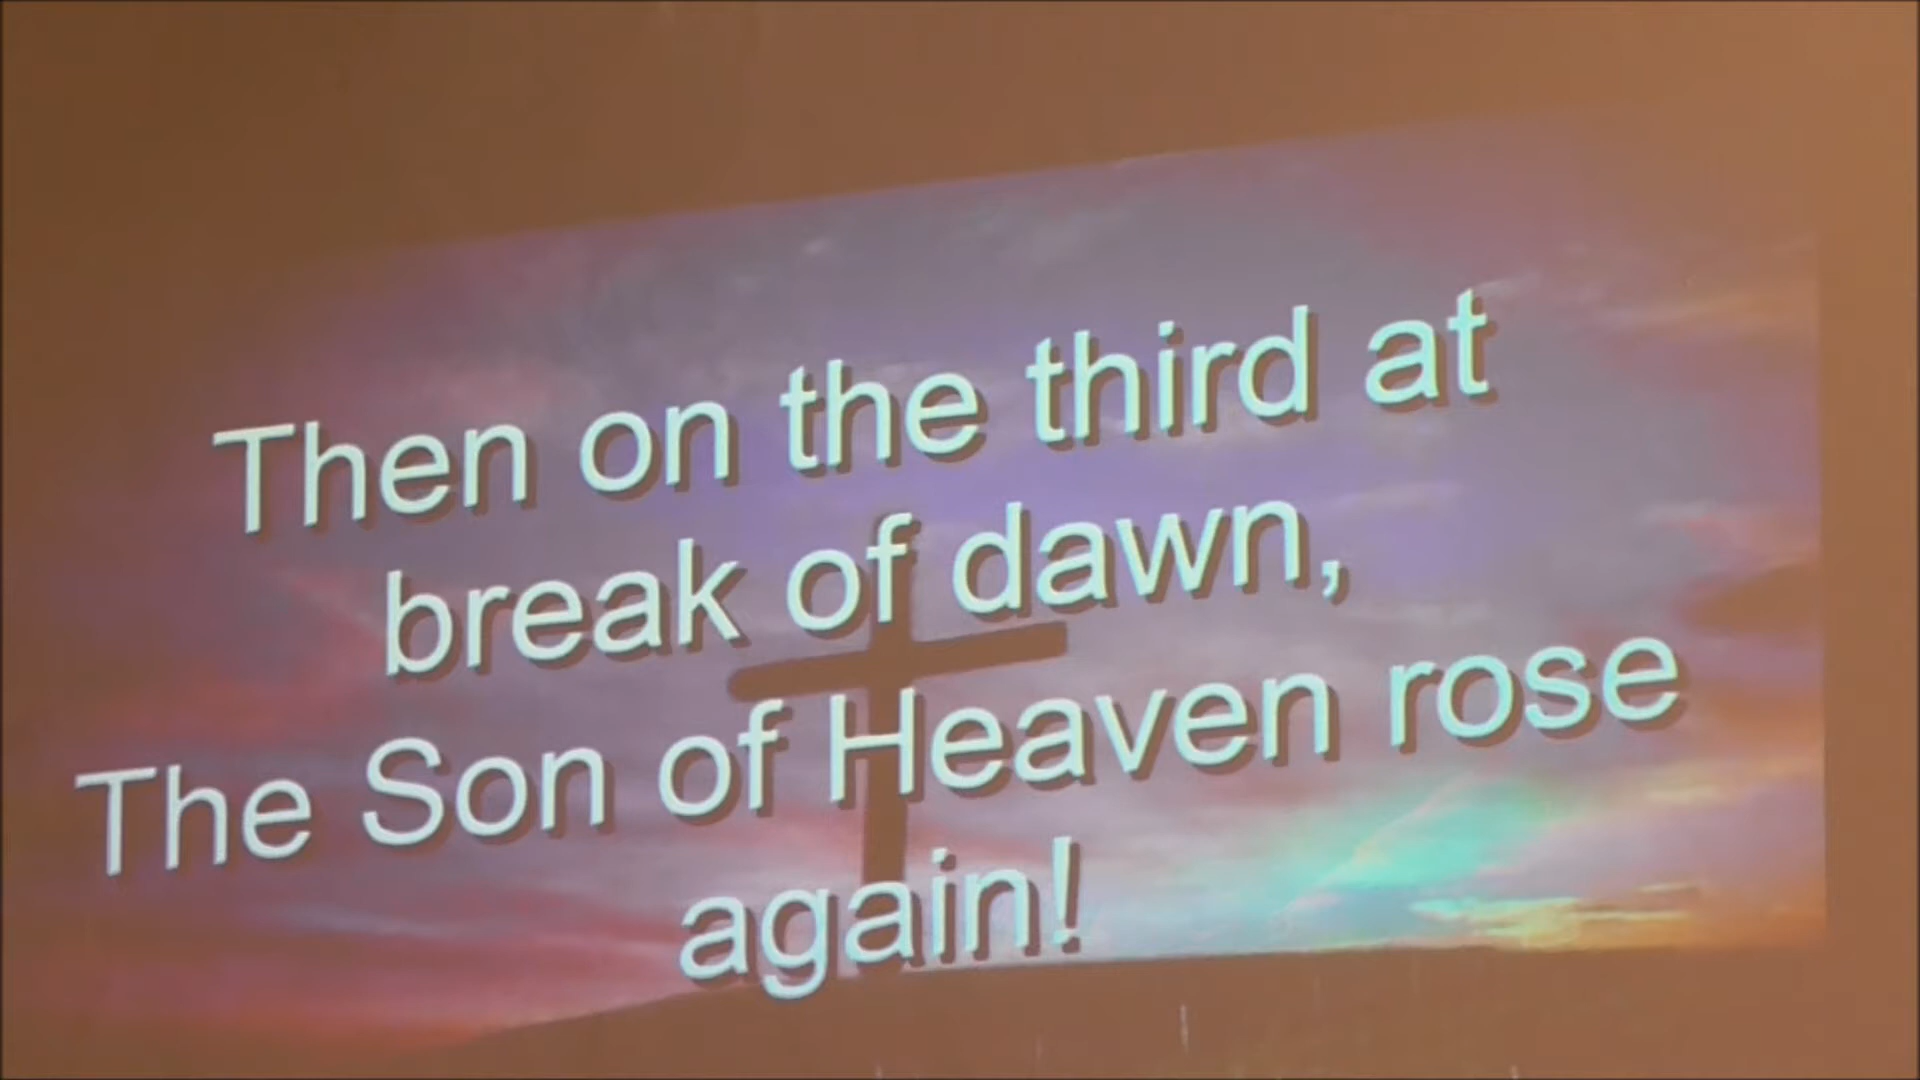 Then on the third at
break of dawn,
The Son of Heaven rose
again!